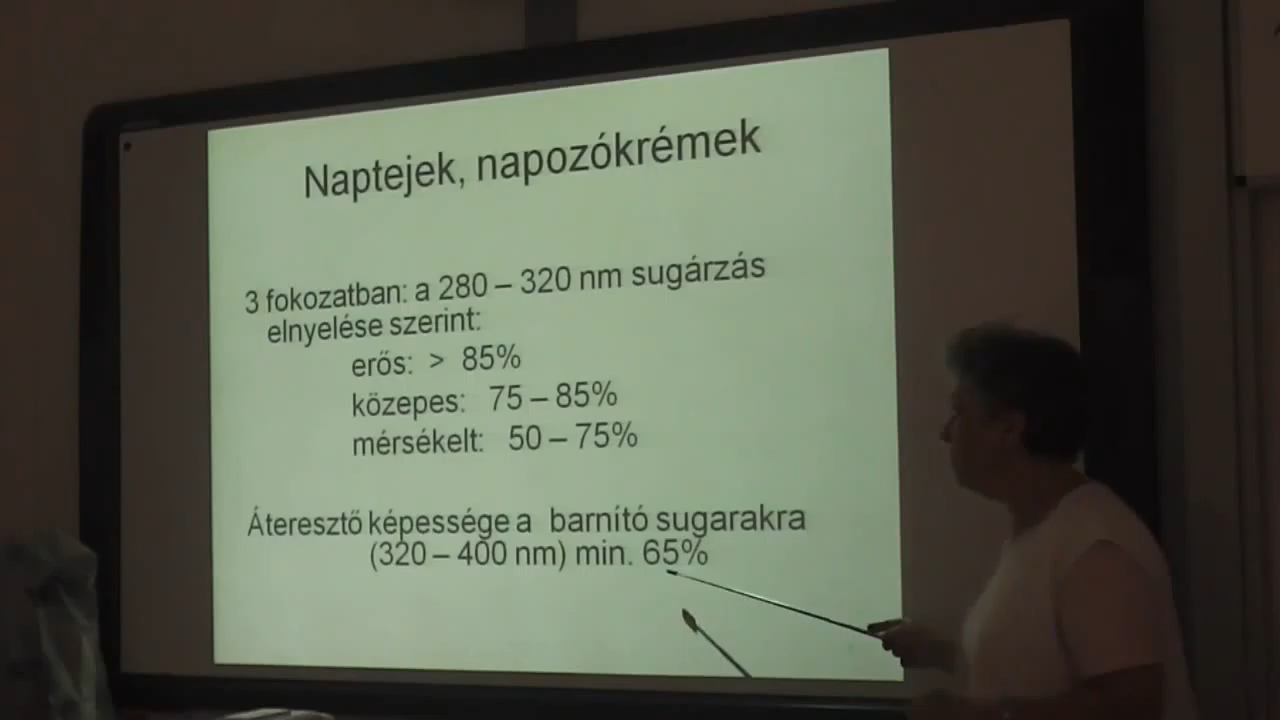 Naptejek, napozókrémek
3 fokozatban: a 280 – 320 nm sugárzás
elnyelése szerint:
erős: > 85%
közepes: 75 – 85%
mérsékelt: 50 – 75%
Áteresztő képessége a barnító sugarakra
(320 – 400 nm) min. 65%